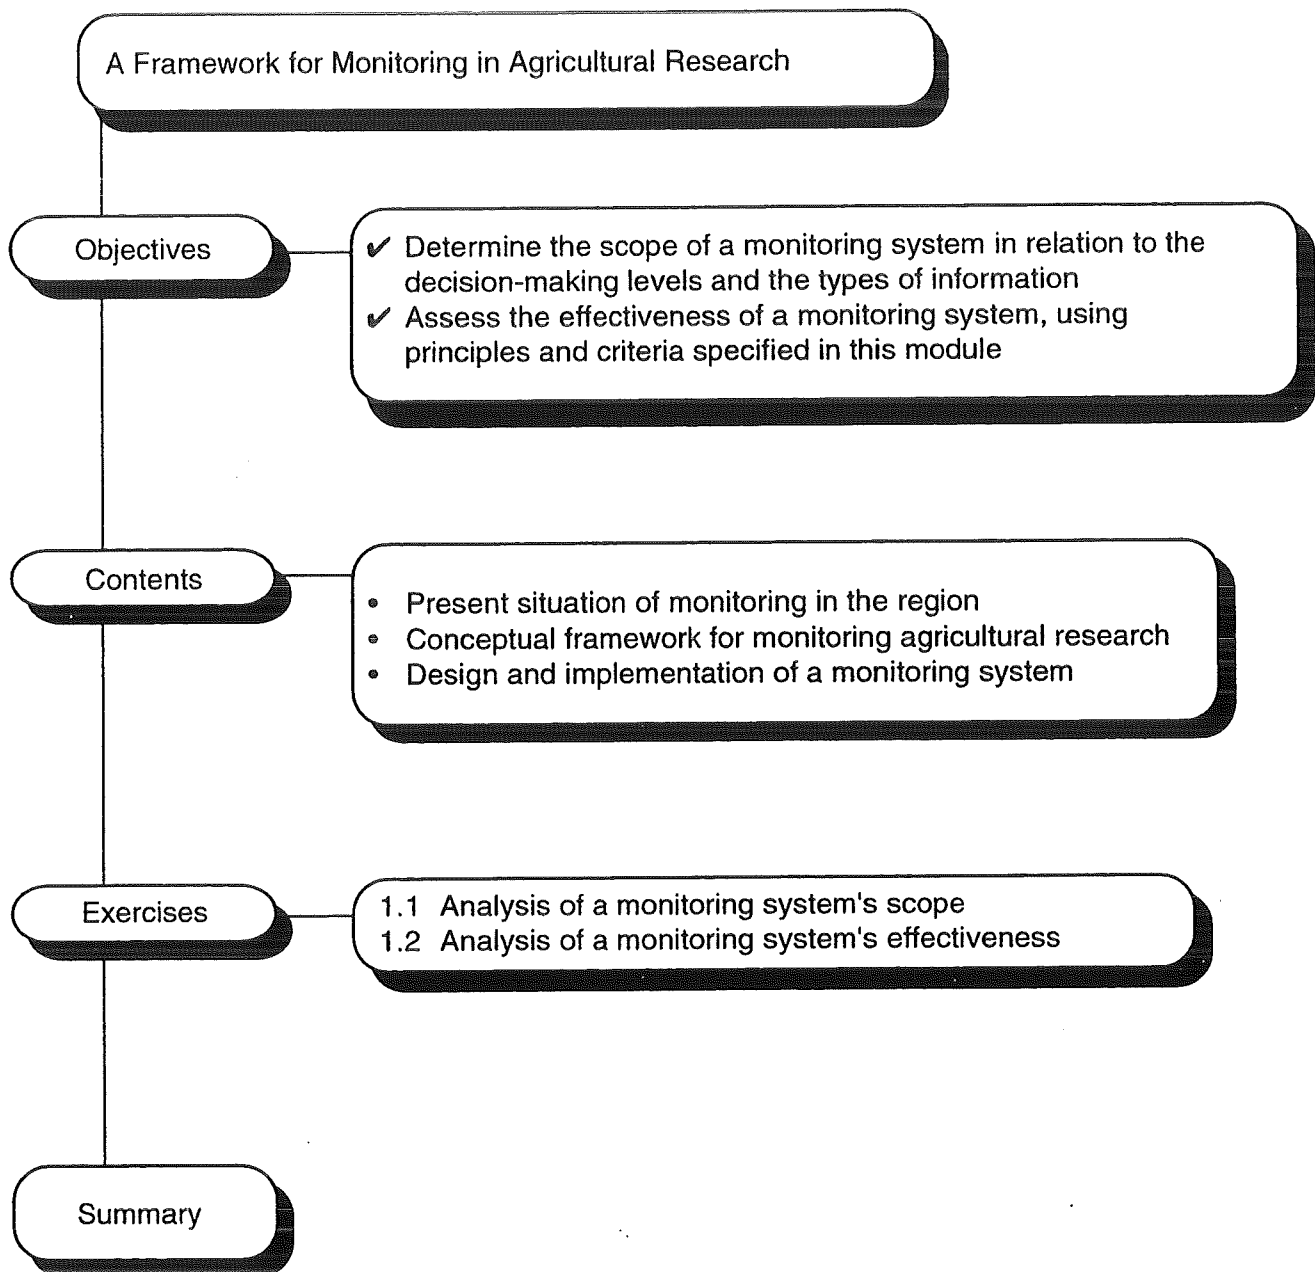 A Framework for Monitoring in Agricultural Research
Objectives
✔ Determine the scope of a monitoring system in relation to the
decision-making levels and the types of information
✔ Assess the effectiveness of a monitoring system, using
principles and criteria specified in this module
Contents
• Present situation of monitoring in the region
• Conceptual framework for monitoring agricultural research
• Design and implementation of a monitoring system
Exercises
1.1 Analysis of a monitoring system's scope
1.2 Analysis of a monitoring system's effectiveness
Summary